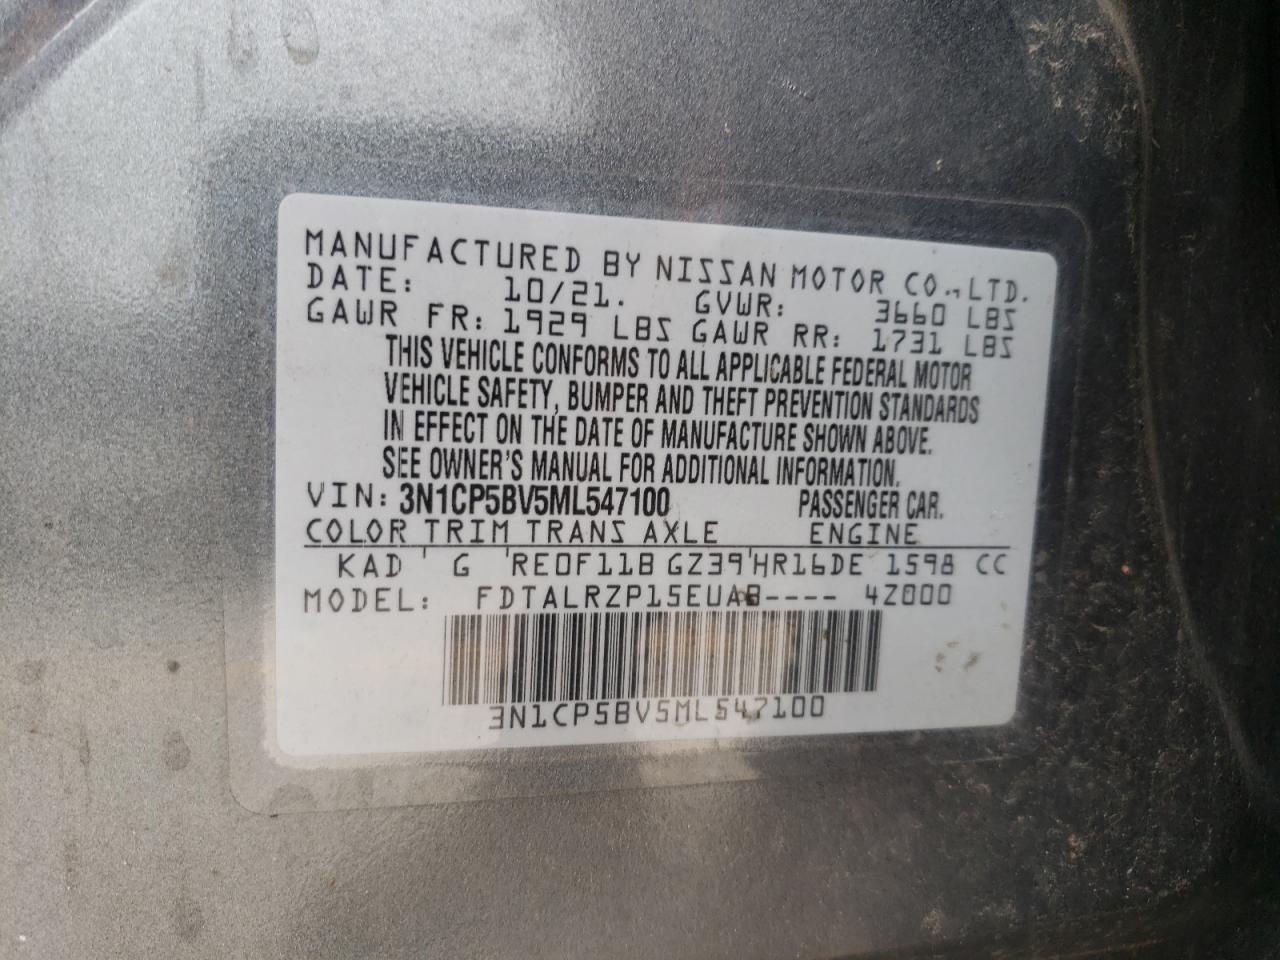 MANUFACTURED BY NISSAN MOTOR CO.,LTD.
DATE: 10/21. GVWR: 3660 LBS
GAWR FR: 1929 LBS GAWR RR: 1731 LBS
THIS VEHICLE CONFORMS TO ALL APPLICABLE FEDERAL MOTOR
VEHICLE SAFETY, BUMPER AND THEFT PREVENTION STANDARDS
IN EFFECT ON THE DATE OF MANUFACTURE SHOWN ABOVE.
SEE OWNER'S MANUAL FOR ADDITIONAL INFORMATION.
VIN: 3N1CP5BV5ML547100 PASSENGER CAR.
COLOR TRIM TRANS AXLE ENGINE
KAD ' G 'RE0F11B GZ39'HR16DE 1598 CC
MODEL: FDTALRZP15EUAB---- 4Z000
3N1CP5BV5ML547100